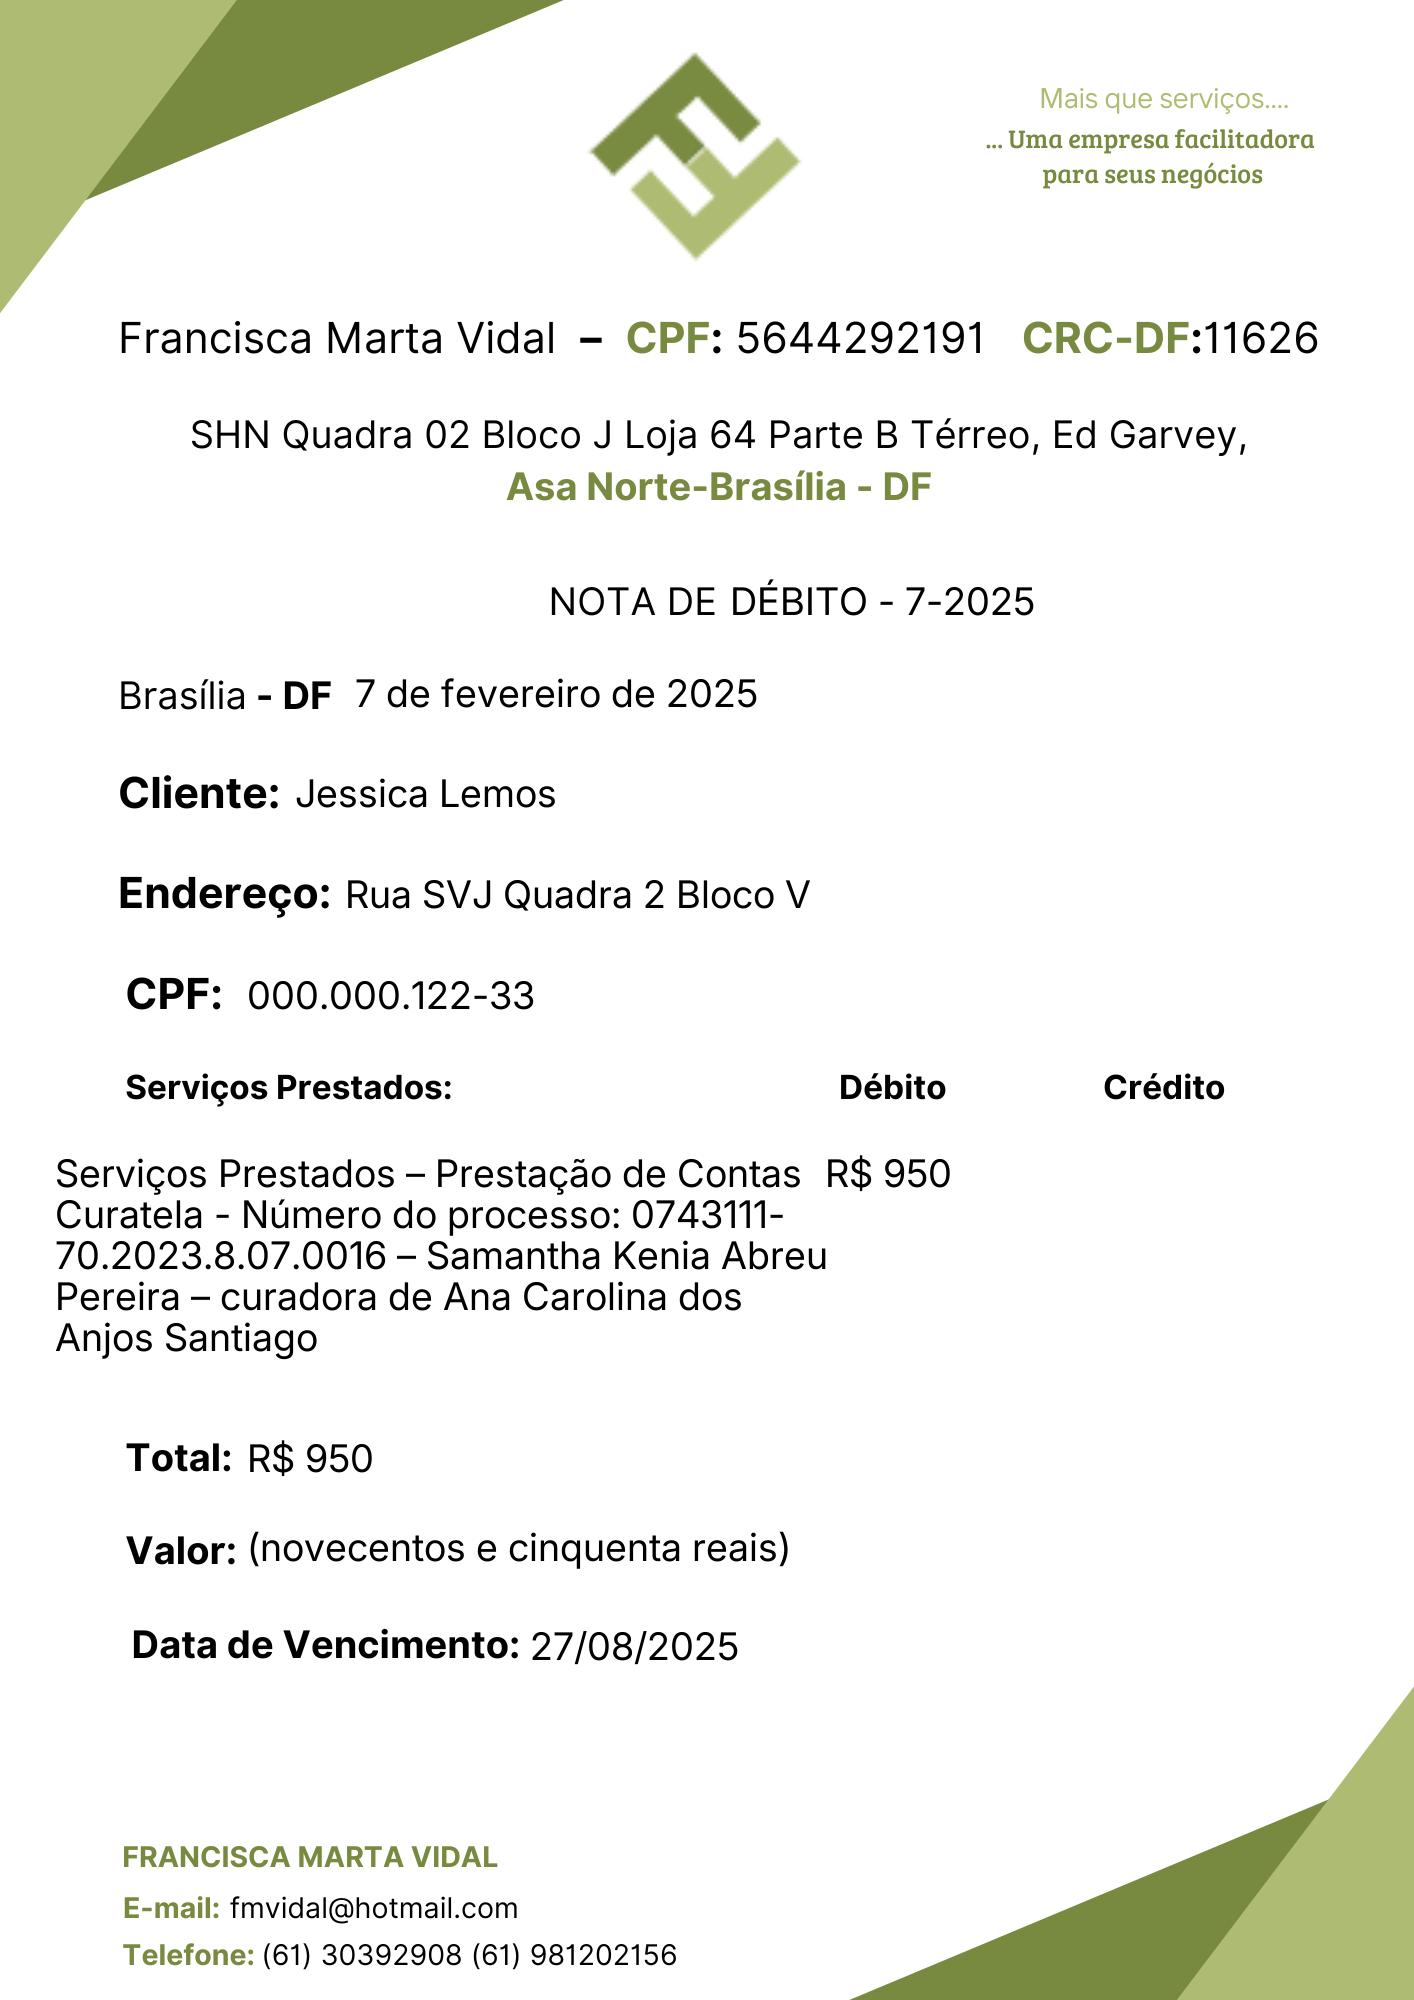 Mais que serviços....
... Uma empresa facilitadora
para seus negócios
Francisca Marta Vidal – CPF: 5644292191 CRC-DF:11626
SHN Quadra 02 Bloco J Loja 64 Parte B Térreo, Ed Garvey,
Asa Norte-Brasília - DF
NOTA DE DÉBITO - 7-2025
Brasília - DF 7 de fevereiro de 2025
Cliente: Jessica Lemos
Endereço: Rua SVJ Quadra 2 Bloco V
CPF: 000.000.122-33
Serviços Prestados: Débito Crédito
Serviços Prestados – Prestação de Contas R$ 950
Curatela - Número do processo: 0743111-
70.2023.8.07.0016 – Samantha Kenia Abreu
Pereira – curadora de Ana Carolina dos
Anjos Santiago
Total: R$ 950
Valor: (novecentos e cinquenta reais)
Data de Vencimento: 27/08/2025
FRANCISCA MARTA VIDAL
E-mail: fmvidal@hotmail.com
Telefone: (61) 30392908 (61) 981202156